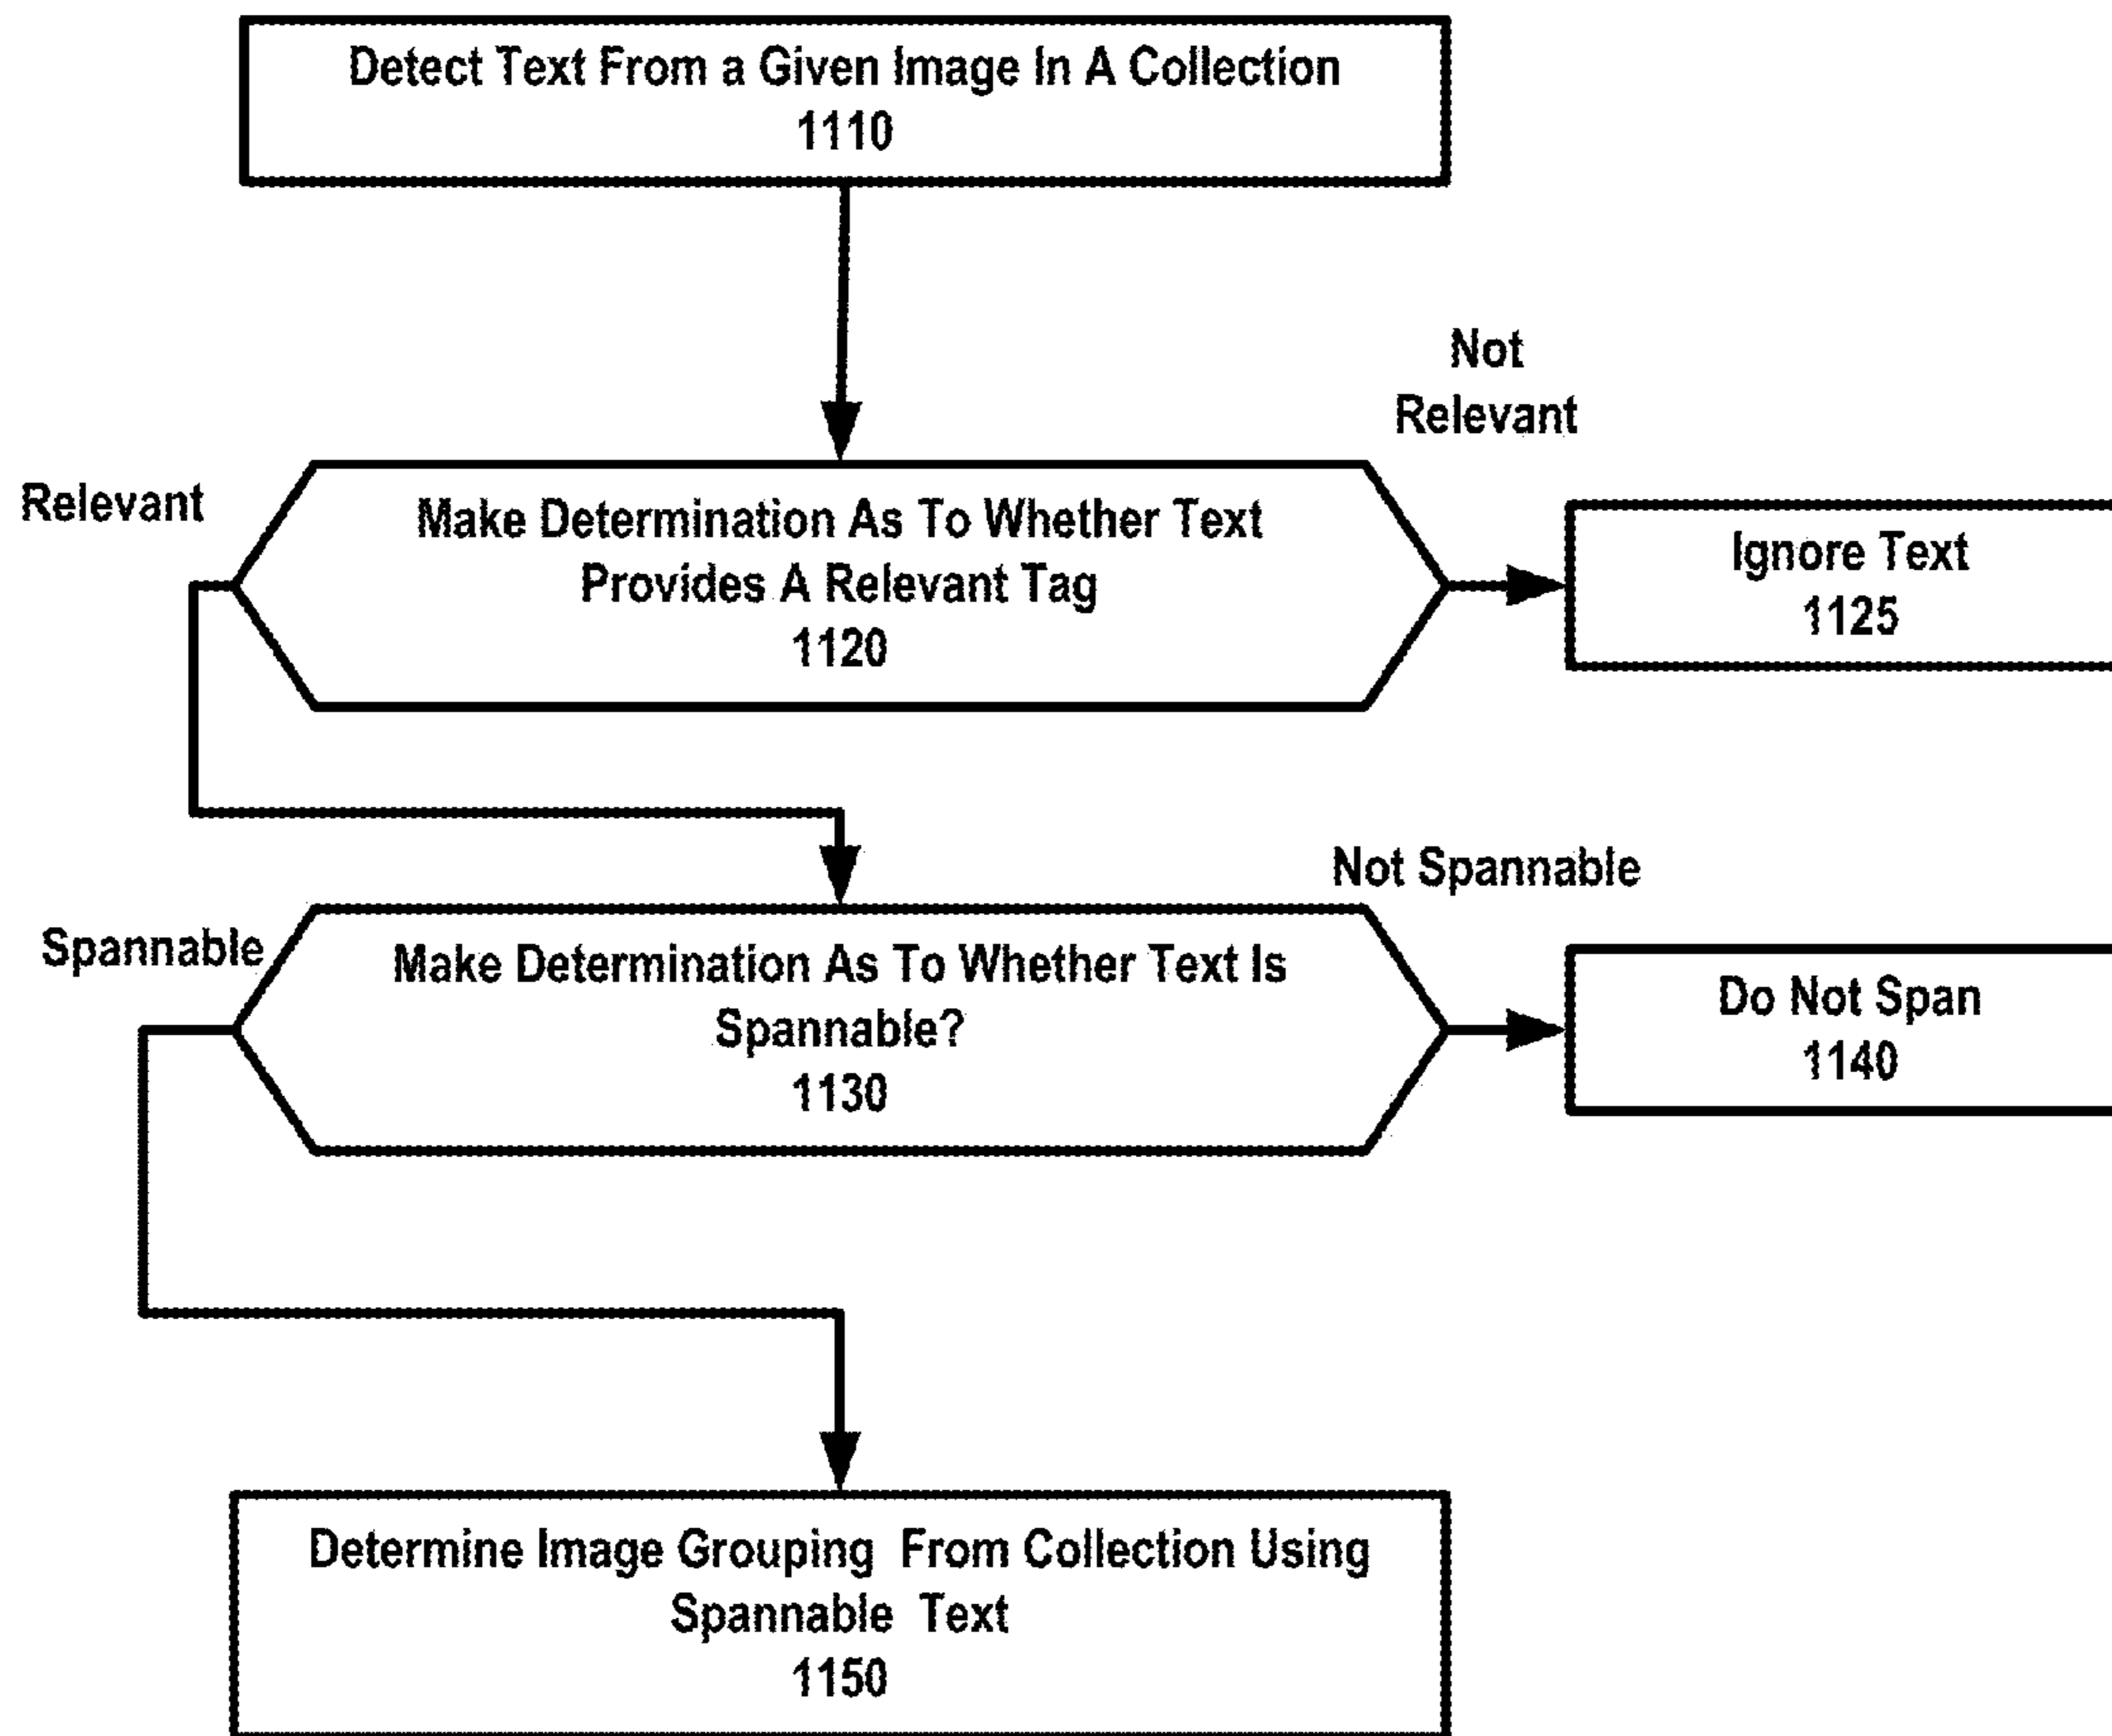 Detect Text From a Given Image In A Collection
1110
Not
Relevant
Relevant
Make Determination As To Whether Text
Provides A Relevant Tag
1120
Ignore Text
1125
Not Spannable
Spannable
Make Determination As To Whether Text Is
Spannable?
1130
Do Not Span
1140
Determine Image Grouping From Collection Using
Spannable Text
1150